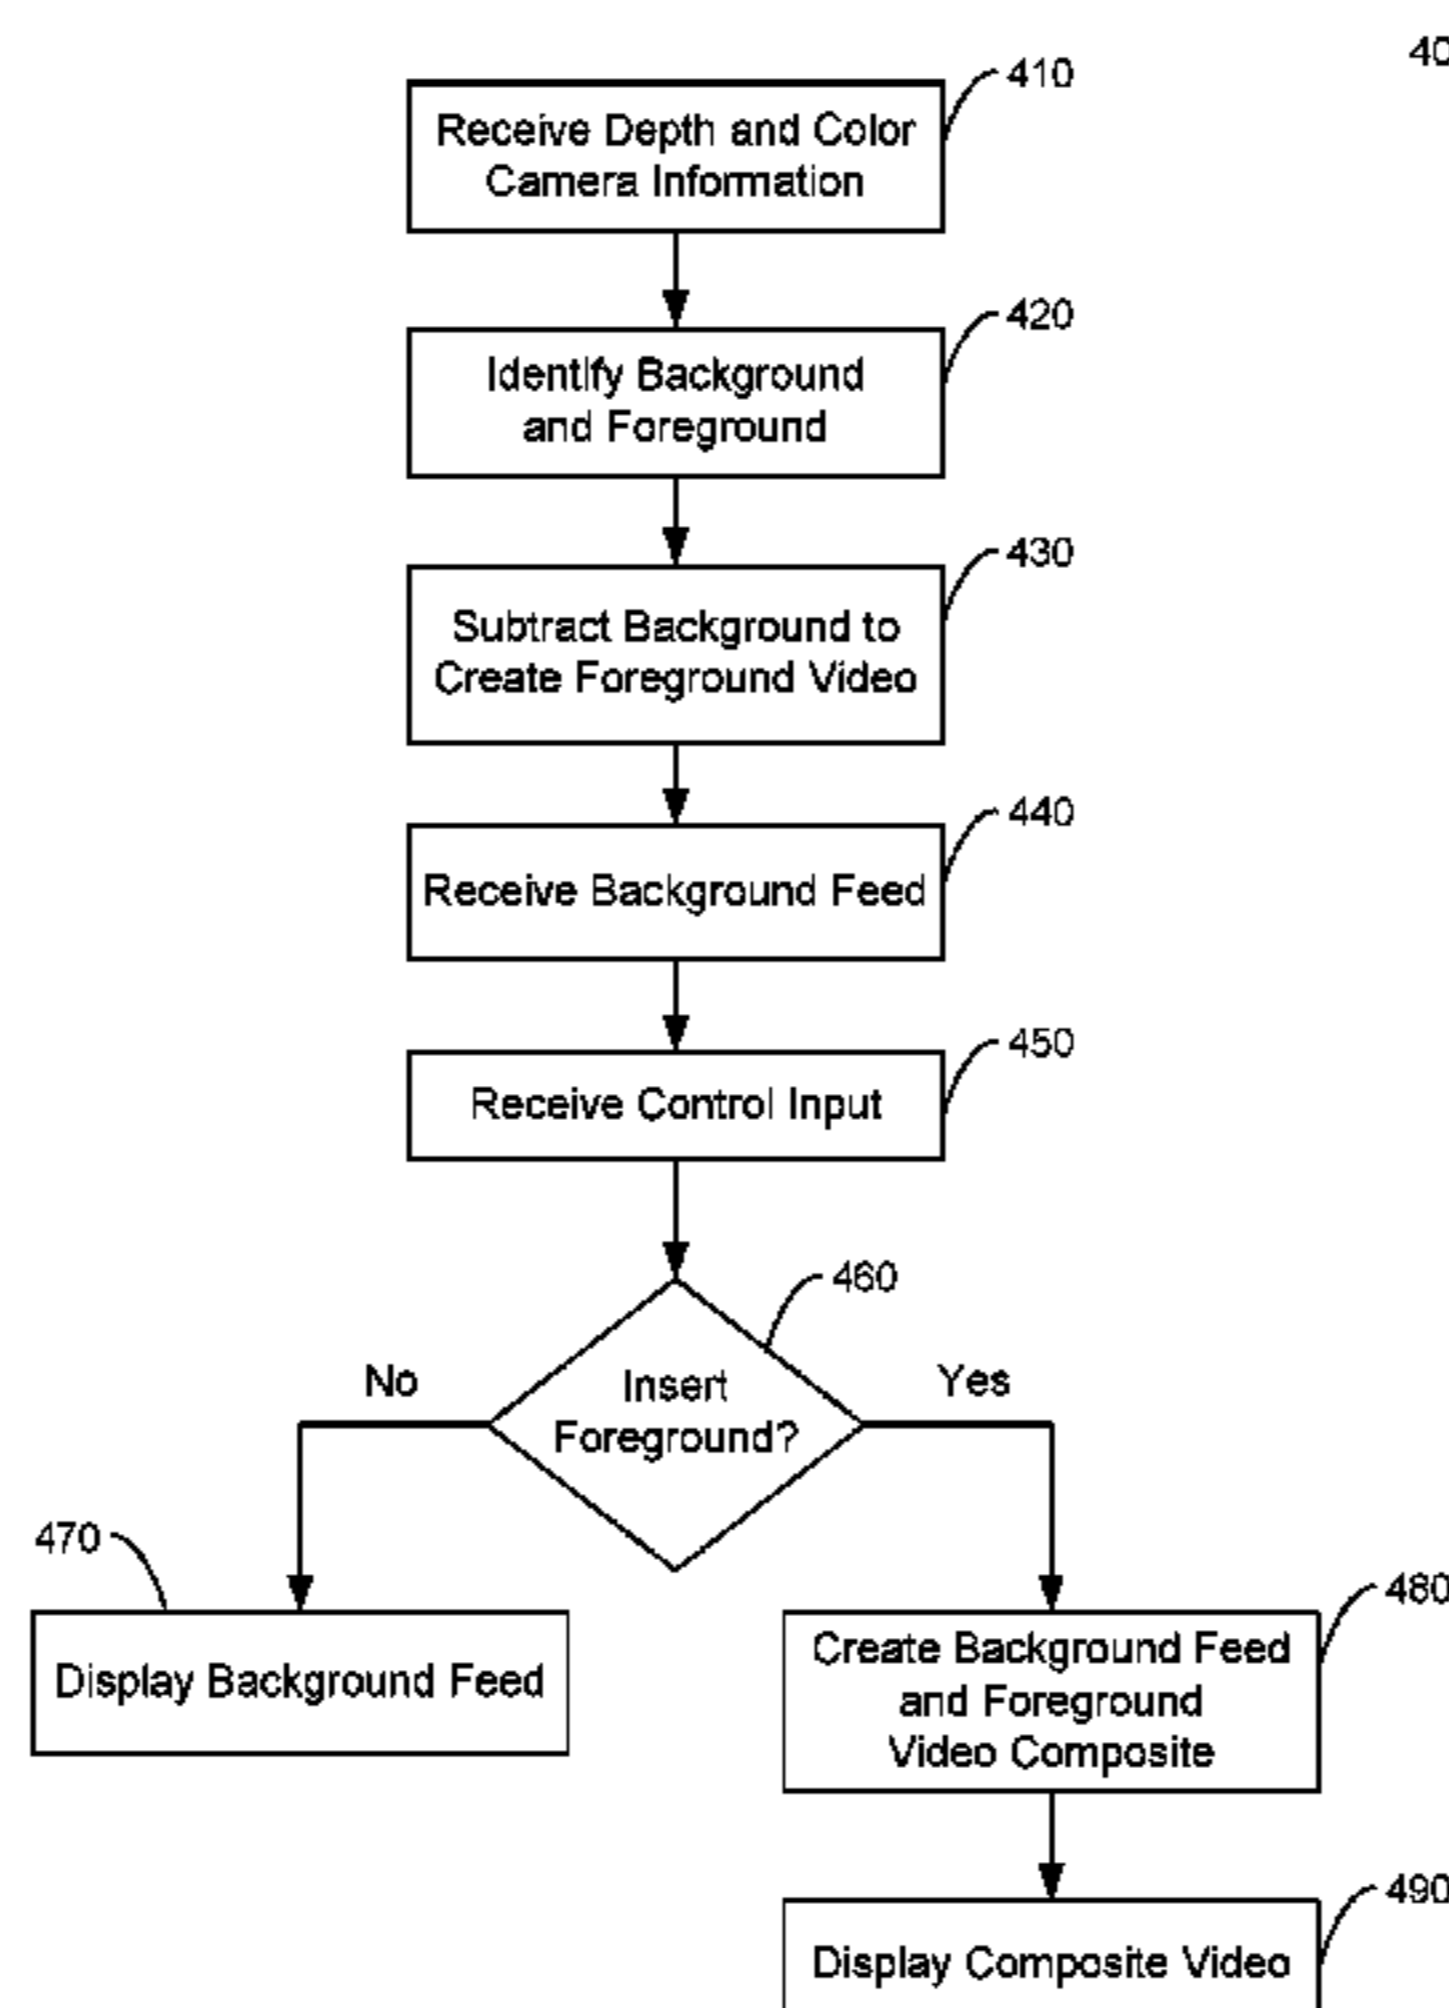 40
410
Receive Depth and Color
Camera Information
420
Identify Background
and Foreground
430
Subtract Background to
Create Foreground Video
440
Receive Background Feed
450
Receive Control Input
460
Insert
Foreground?
No
Yes
470
Display Background Feed
480
Create Background Feed
and Foreground
Video Composite
490
Display Composite Video